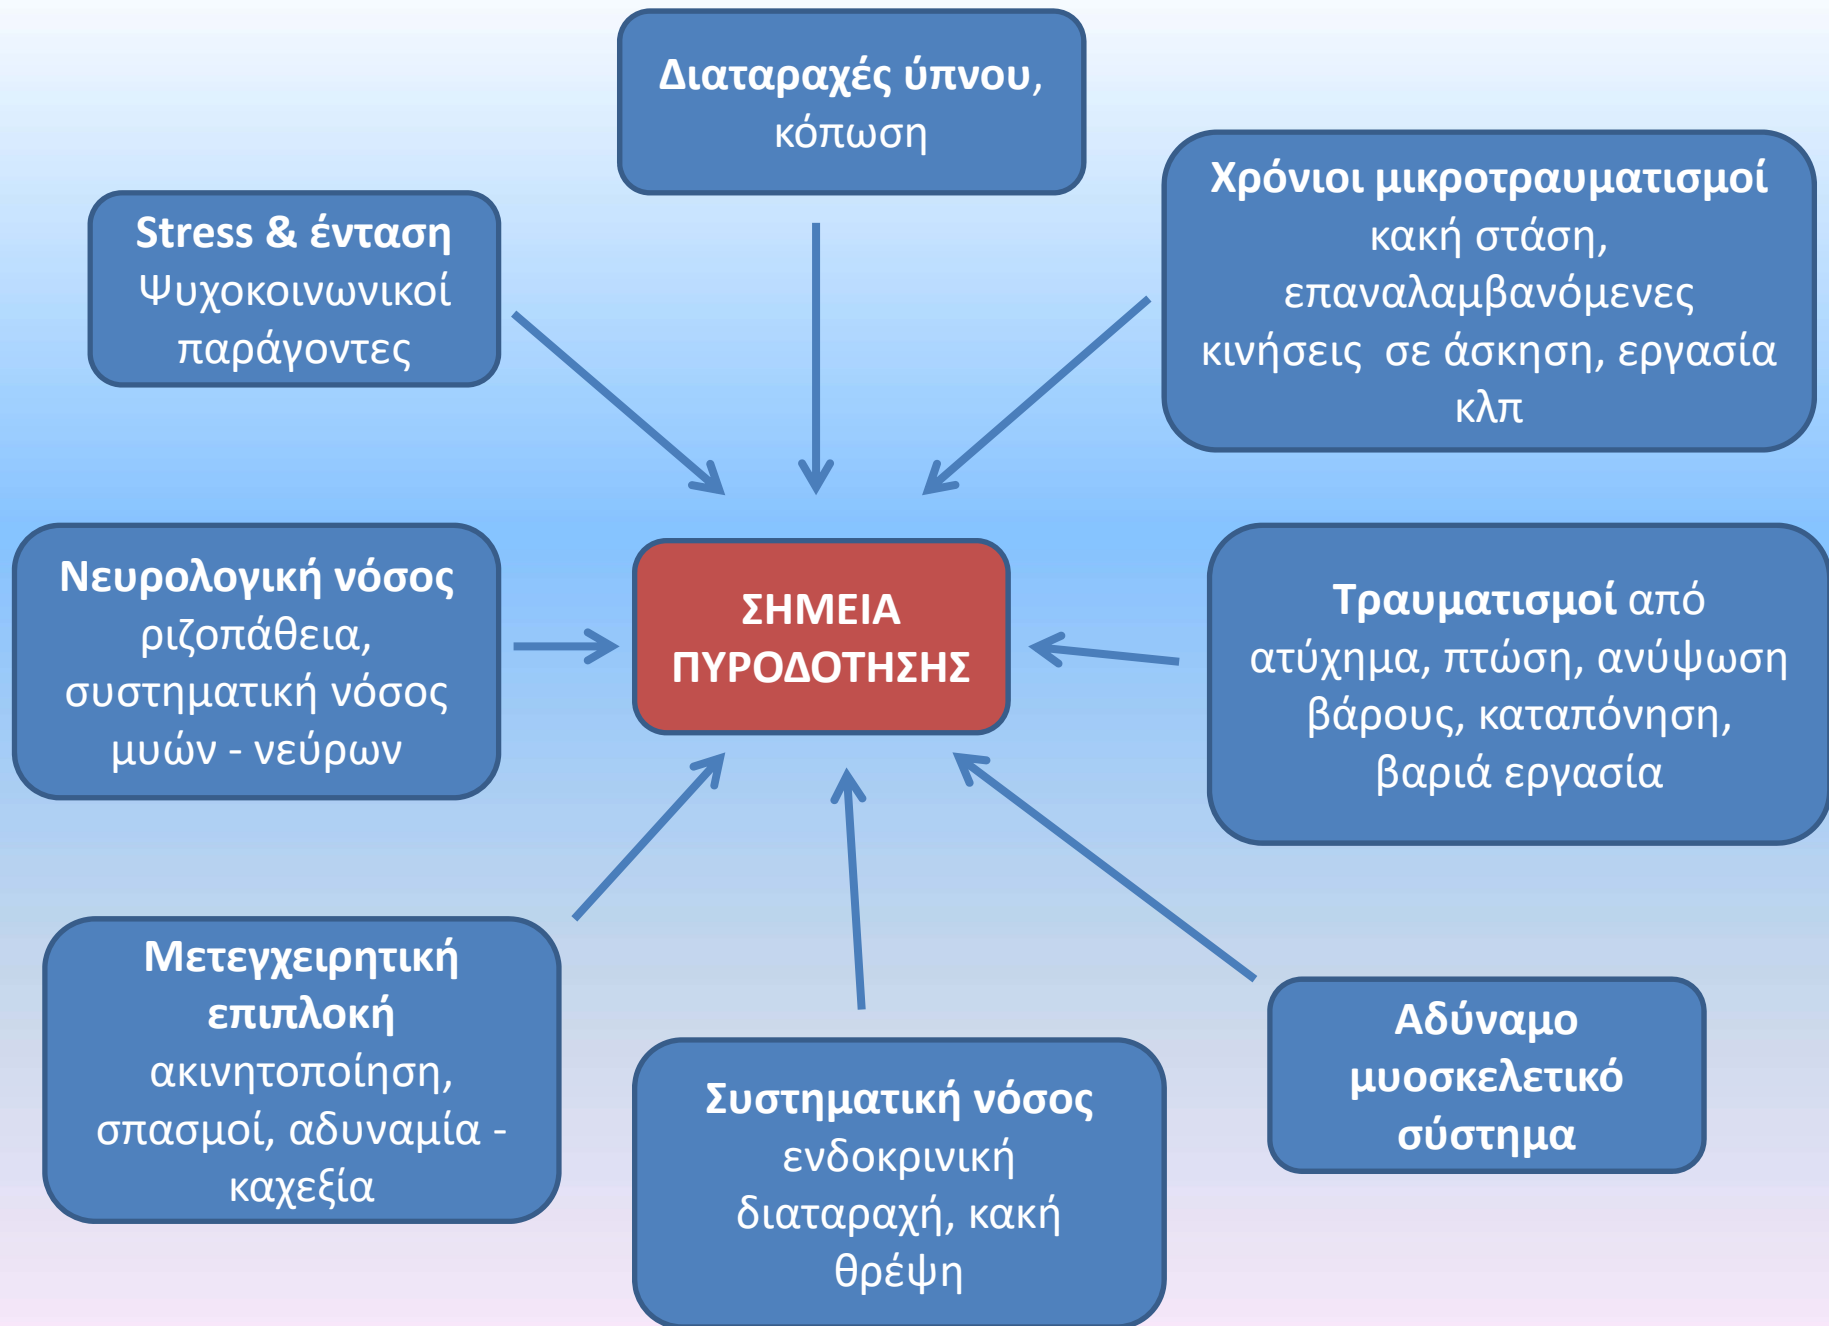 Διαταραχές ύπνου,
κόπωση
Stress & ένταση
Ψυχοκοινωνικοί
παράγοντες
Χρόνιοι μικροτραυματισμοί
κακή στάση,
επαναλαμβανόμενες
κινήσεις σε άσκηση, εργασία
κλπ
Νευρολογική νόσος
ριζοπάθεια,
συστηματική νόσος
μυών - νεύρων
ΣΗΜΕΙΑ
ΠΥΡΟΔΟΤΗΣΗΣ
Τραυματισμοί από
ατύχημα, πτώση, ανύψωση
βάρους, καταπόνηση,
βαριά εργασία
Μετεγχειρητική
επιπλοκή
ακινητοποίηση,
σπασμοί, αδυναμία -
καχεξία
Συστηματική νόσος
ενδοκρινική
διαταραχή, κακή
θρέψη
Αδύναμο
μυοσκελετικό
σύστημα